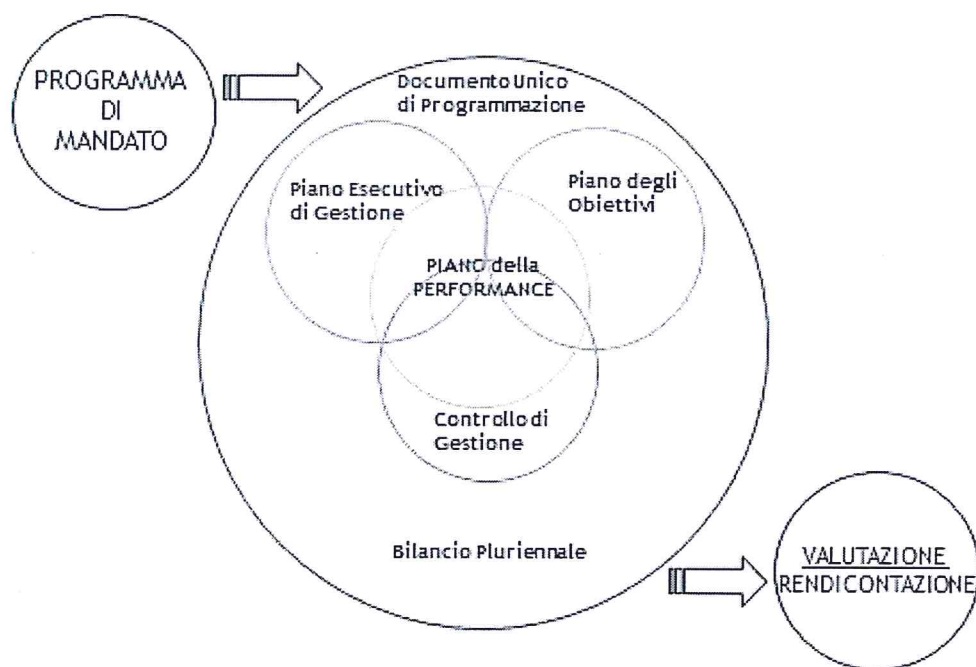 PROGRAMMA
DI
MANDATO
Documento Unico
di Programmazione
Piano Esecutivo
di Gestione
Piano degli
Obiettivi
PIANO della
PERFORMANCE
Controllo di
Gestione
Bilancio Pluriennale
VALUTAZIONE
RENDICONTAZIONE